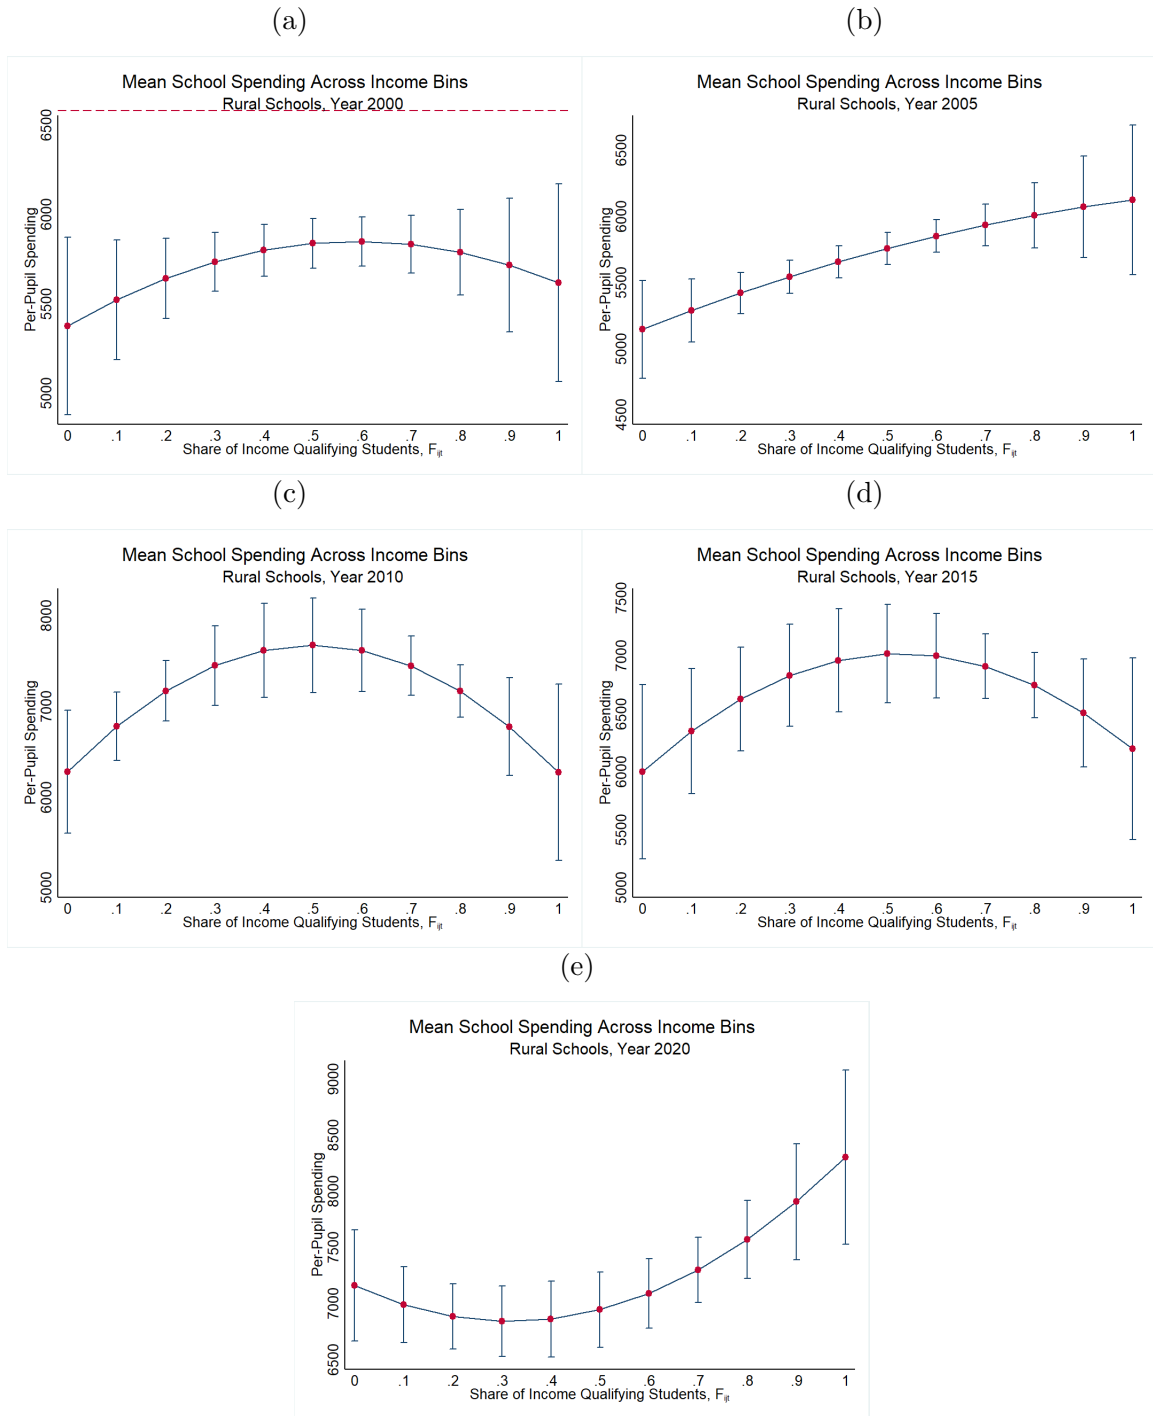 (a)
Mean School Spending Across Income Bins
Rural Schools, Year 2000
Per-Pupil Spending
6500
6000
5500
5000
0 .1 .2 .3 .4 .5 .6 .7 .8 .9 1
Share of Income Qualifying Students, Fijt
(b)
Mean School Spending Across Income Bins
Rural Schools, Year 2005
Per-Pupil Spending
6500
6000
5500
5000
4500
0 .1 .2 .3 .4 .5 .6 .7 .8 .9 1
Share of Income Qualifying Students, Fijt
(c)
Mean School Spending Across Income Bins
Rural Schools, Year 2010
Per-Pupil Spending
8000
7000
6000
5000
0 .1 .2 .3 .4 .5 .6 .7 .8 .9 1
Share of Income Qualifying Students, Fijt
(d)
Mean School Spending Across Income Bins
Rural Schools, Year 2015
Per-Pupil Spending
7500
7000
6500
6000
5500
5000
0 .1 .2 .3 .4 .5 .6 .7 .8 .9 1
Share of Income Qualifying Students, Fijt
(e)
Mean School Spending Across Income Bins
Rural Schools, Year 2020
Per-Pupil Spending
9000
8500
8000
7500
7000
6500
0 .1 .2 .3 .4 .5 .6 .7 .8 .9 1
Share of Income Qualifying Students, Fijt